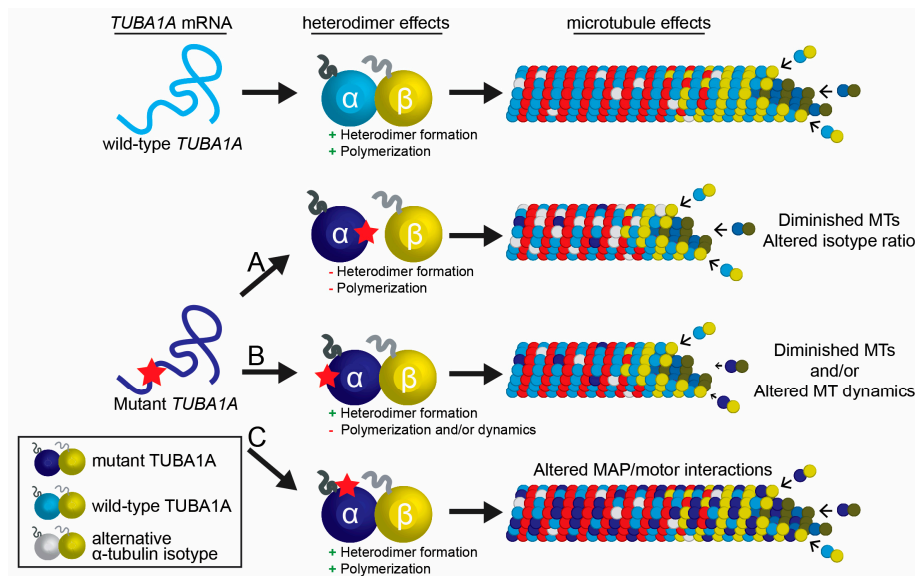 TUBA1A mRNA
heterodimer effects
microtubule effects
wild-type TUBA1A
α
β
+ Heterodimer formation
+ Polymerization
A
α
β
- Heterodimer formation
- Polymerization
Diminished MTs
Altered isotype ratio
Mutant TUBA1A
B
α
β
+ Heterodimer formation
- Polymerization and/or dynamics
Diminished MTs
and/or
Altered MT dynamics
C
α
β
+ Heterodimer formation
+ Polymerization
Altered MAP/motor interactions
mutant TUBA1A
wild-type TUBA1A
alternative
α-tubulin isotype